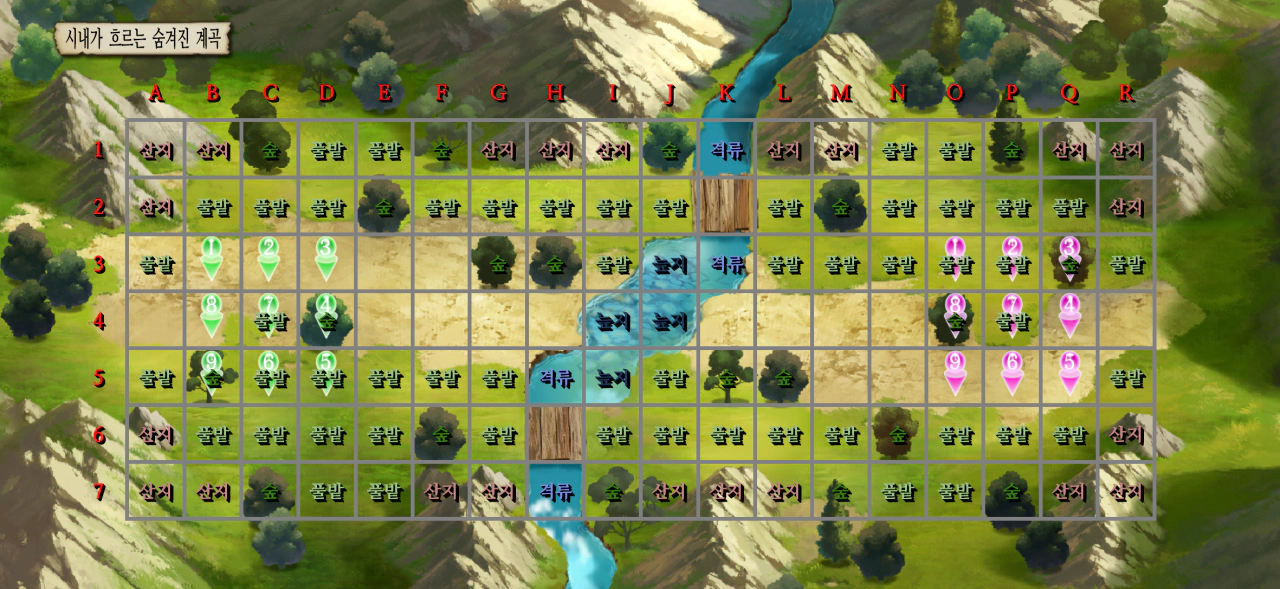 시내가 흐르는 숨겨진 계곡
A B C D E F G H I J K L M N O P Q R
1 산지 산지 숲 풀밭 풀밭 숲 산지 산지 산지 숲 격류 산지 산지 풀밭 풀밭 숲 산지 산지
2 산지 풀밭 풀밭 풀밭 숲 풀밭 풀밭 풀밭 풀밭 풀밭 풀밭 숲 풀밭 풀밭 풀밭 풀밭 산지
3 풀밭 1 2 3 숲 숲 풀밭 늪지 격류 풀밭 풀밭 풀밭 1 풀밭 2 풀밭 3 숲 풀밭
4 8 7 풀밭 4 숲 늪지 늪지 8 숲 7 풀밭 4
5 풀밭 9 숲 6 풀밭 5 풀밭 풀밭 풀밭 풀밭 격류 늪지 풀밭 숲 숲 9 6 5 풀밭
6 산지 풀밭 풀밭 풀밭 풀밭 숲 풀밭 풀밭 풀밭 풀밭 풀밭 풀밭 숲 풀밭 풀밭 풀밭 산지
7 산지 산지 숲 풀밭 풀밭 산지 산지 격류 숲 산지 산지 산지 숲 풀밭 풀밭 숲 산지 산지